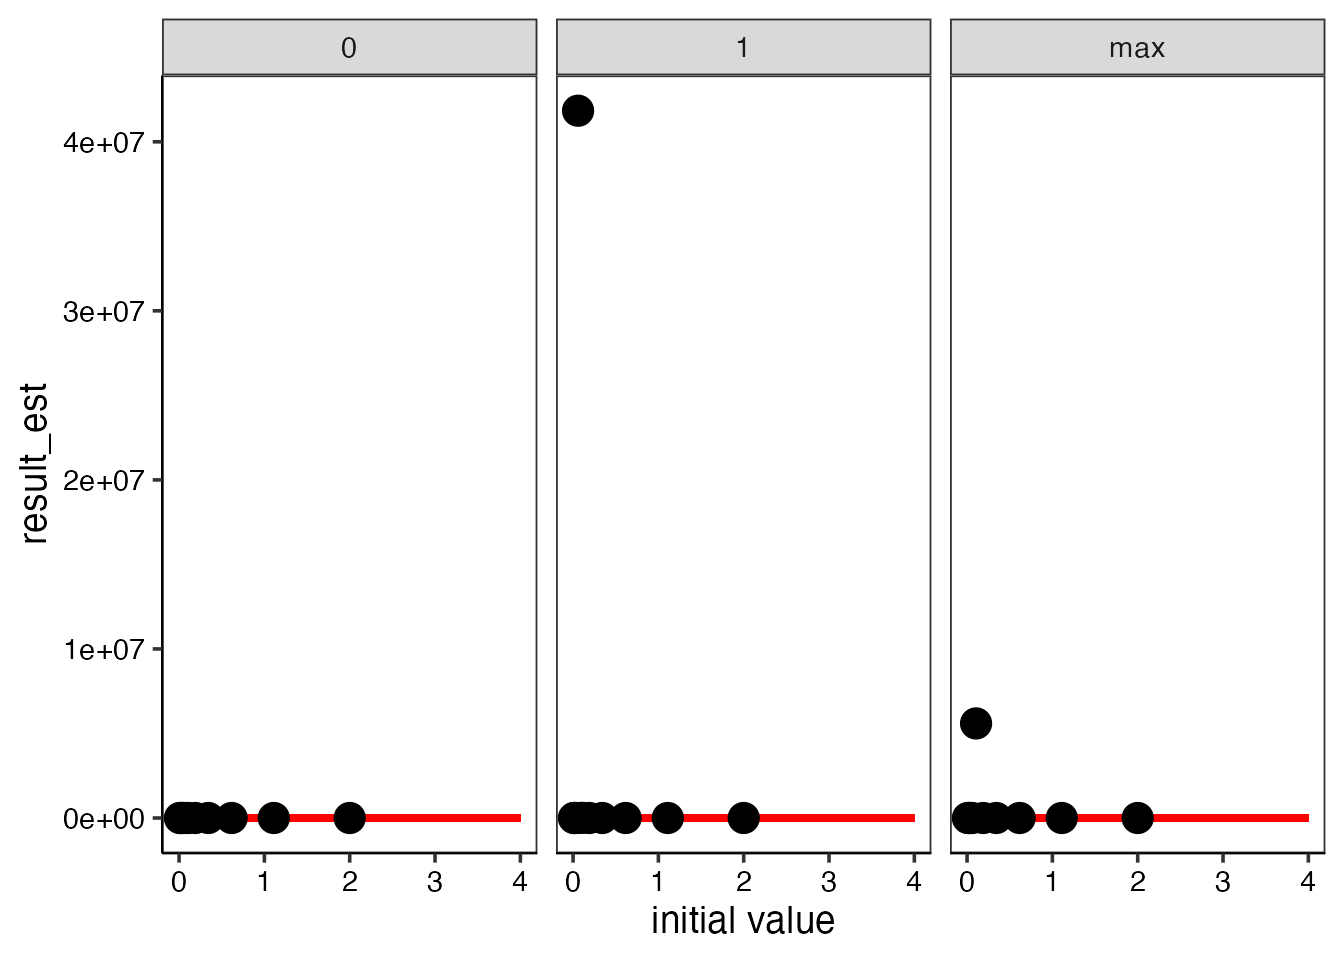 0 1 max
4e+07
3e+07
2e+07
1e+07
0e+00
result_est
0 1 2 3 4 0 1 2 3 4 0 1 2 3 4
initial value